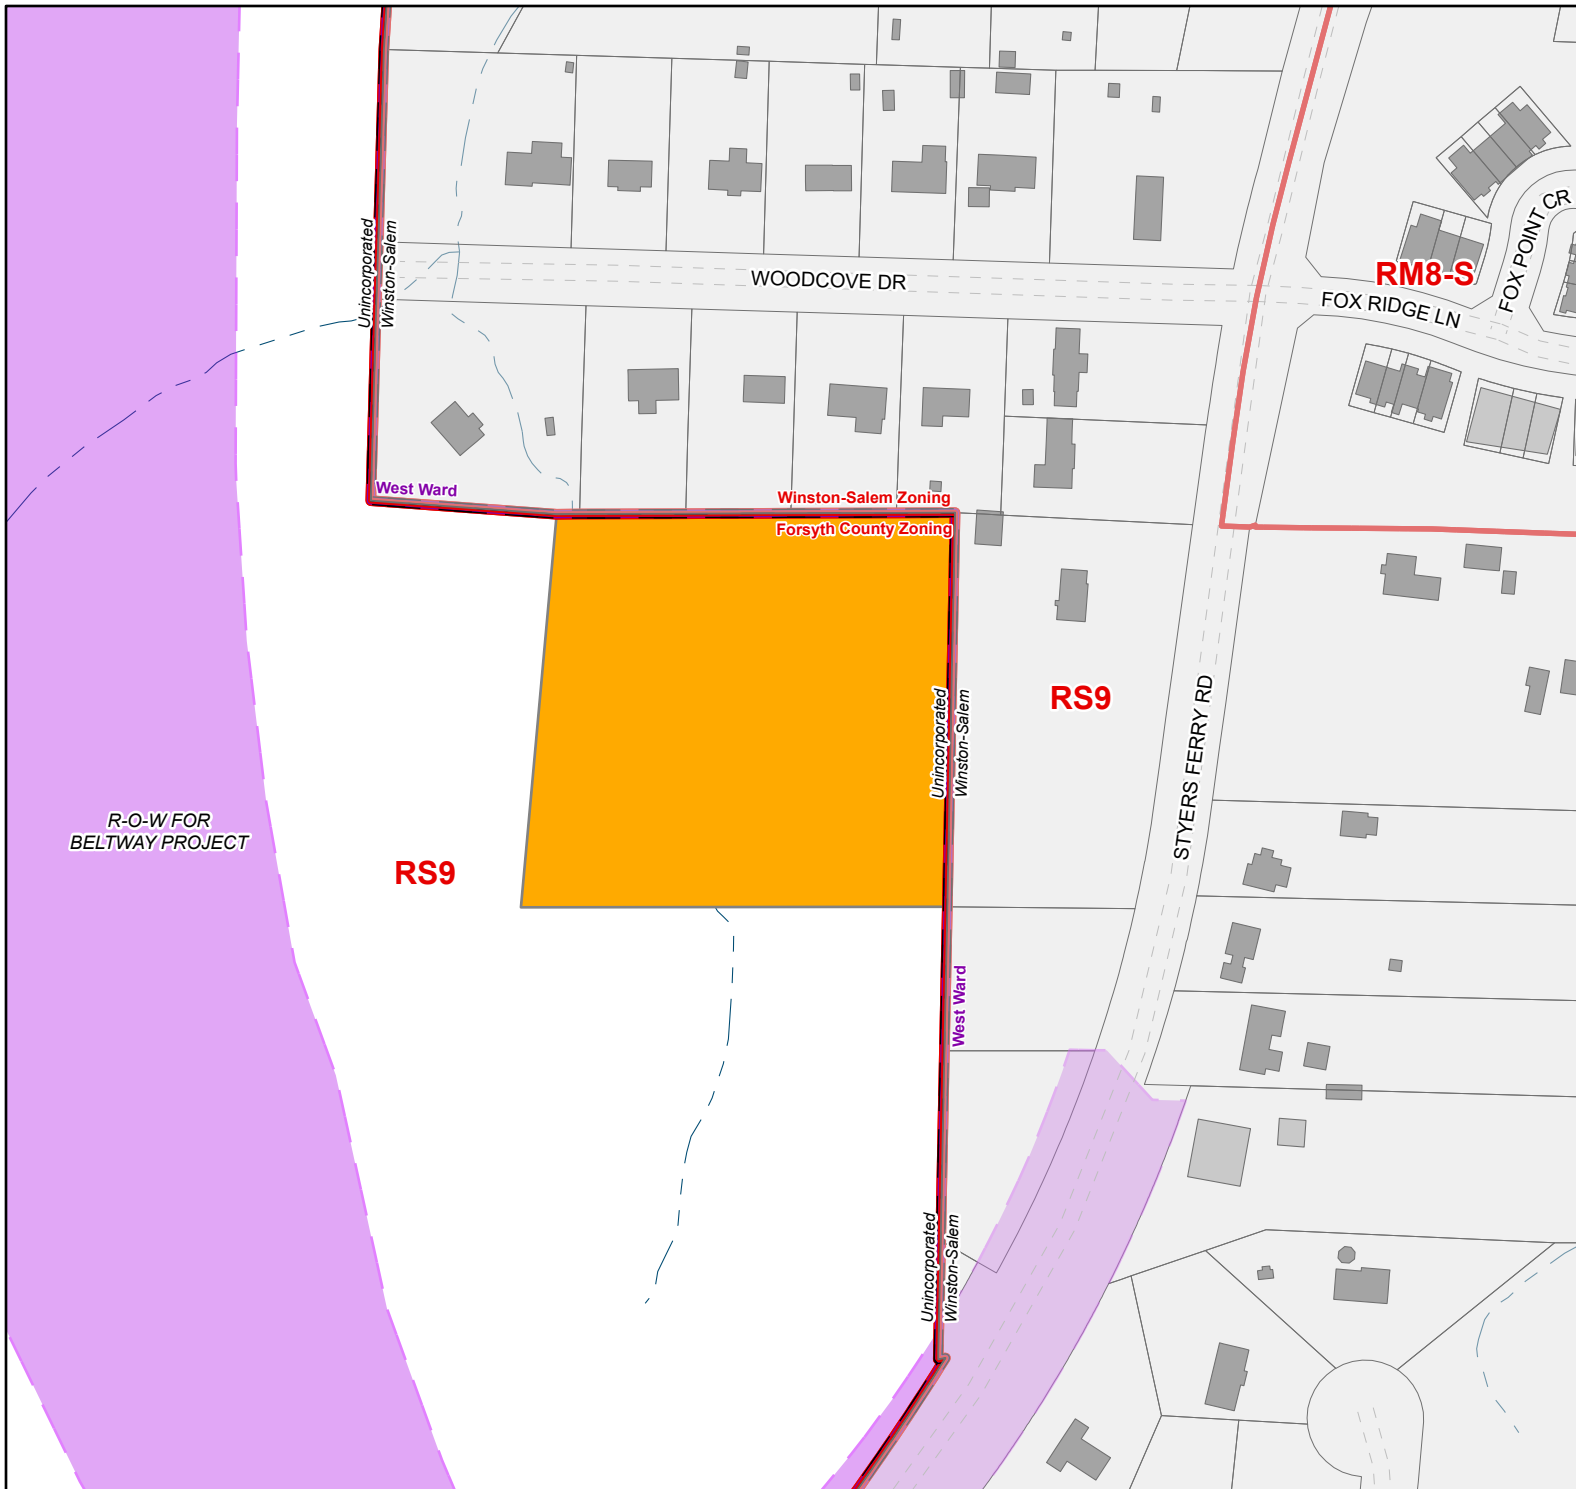 FOX POINT CR
RM8-S
WOODCOVE DR
FOX RIDGE LN
Unincorporated
Winston-Salem
West Ward
Winston-Salem Zoning
Forsyth County Zoning
RS9
Unincorporated
Winston-Salem
STYERS FERRY RD
R-O-W FOR
BELTWAY PROJECT
RS9
West Ward
Unincorporated
Winston-Salem